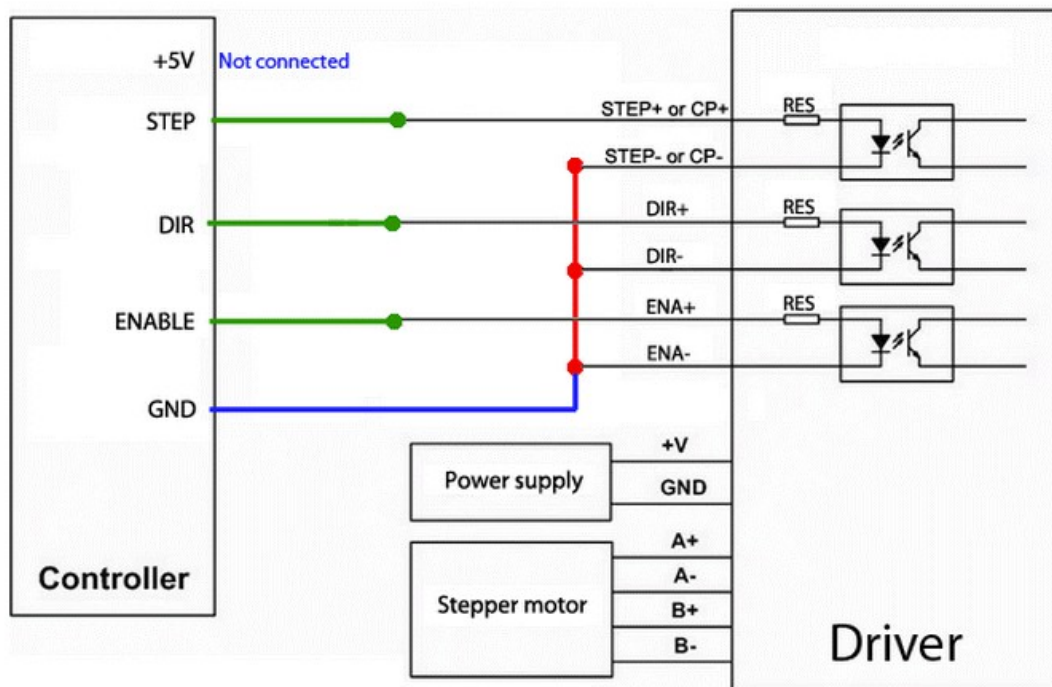 +5V Not connected
STEP
DIR
ENABLE
GND
Controller
STEP+ or CP+
STEP- or CP-
DIR+
DIR-
ENA+
ENA-
RES
RES
RES
Power supply
+V
GND
Stepper motor
A+
A-
B+
B-
Driver